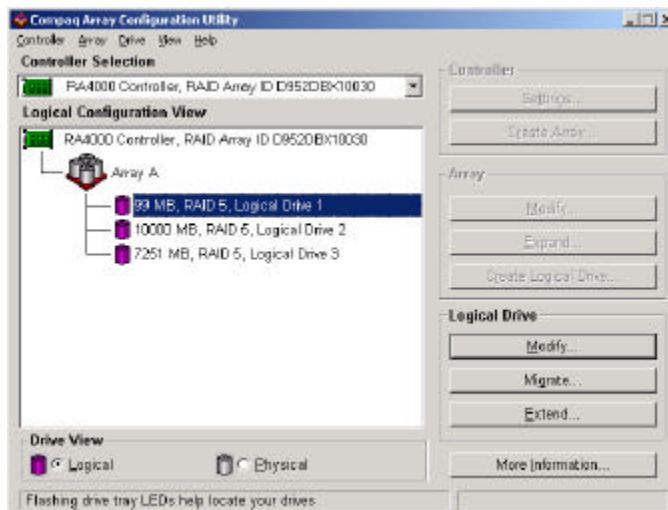 Compaq Array Configuration Utility
Controller Array Drive View Help
Controller Selection
RA4000 Controller, RAID Array ID D952DBX10030
Logical Configuration View
RA4000 Controller, RAID Array ID D952DBX10030
Array A
99 MB, RAID 5, Logical Drive 1
10000 MB, RAID 5, Logical Drive 2
7251 MB, RAID 5, Logical Drive 3
Drive View
Logical
Physical
Flashing drive tray LEDs help locate your drives
Controller
Settings...
Create Array...
Array
Modify...
Expand...
Create Logical Drive...
Logical Drive
Modify...
Migrate...
Extend...
More Information...